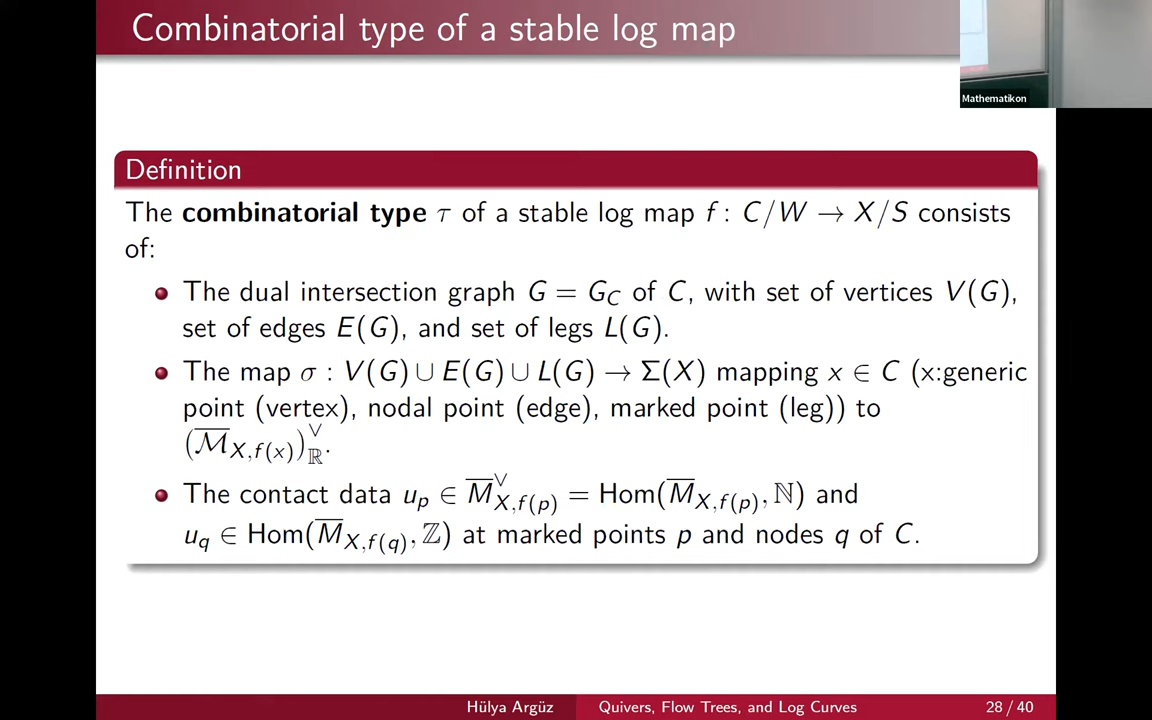 Combinatorial type of a stable log map
Mathematikon
Definition
The combinatorial type τ of a stable log map f : C/W → X/S consists
of:
The dual intersection graph G = G_C of C, with set of vertices V(G),
set of edges E(G), and set of legs L(G).
The map σ : V(G) ∪ E(G) ∪ L(G) → Σ(X) mapping x ∈ C (x:generic
point (vertex), nodal point (edge), marked point (leg)) to
(\overline{ℳ}_{X,f(x)})^∨_ℝ.
The contact data u_p ∈ \overline{M}^∨_{X,f(p)} = Hom(\overline{M}_{X,f(p)}, ℕ) and
u_q ∈ Hom(\overline{M}_{X,f(q)}, ℤ) at marked points p and nodes q of C.
Hülya Argüz
Quivers, Flow Trees, and Log Curves
28 / 40